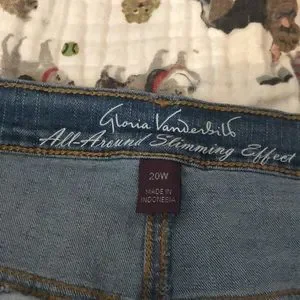 Gloria Vanderbilt
All-Around Slimming Effect
20W
MADE IN
INDONESIA